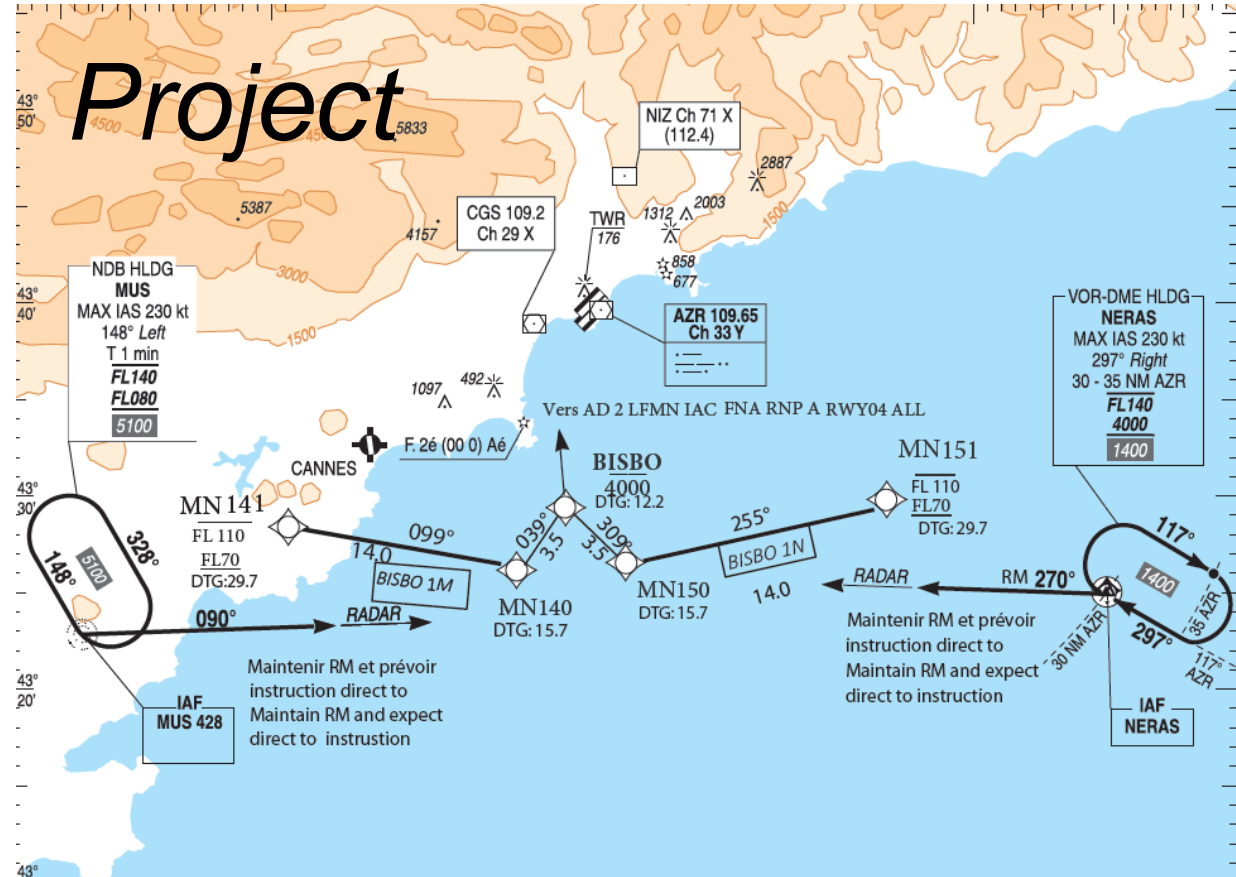 Project
43°
50'
4500
5833
NIZ Ch 71 X
(112.4)
2887
5387
4157
CGS 109.2
Ch 29 X
TWR
176
1312
2003
1500
858
677
3000
NDB HLDG
MUS
MAX IAS 230 kt
148° Left
T 1 min
FL140
FL080
5100
43°
40'
1500
AZR 109.65
Ch 33 Y
VOR-DME HLDG
NERAS
MAX IAS 230 kt
297° Right
30 - 35 NM AZR
FL140
4000
1400
1097
492
Vers AD 2 LFMN IAC FNA RNP A RWY04 ALL
F. 2é (00 0) Aé
CANNES
BISBO
4000
DTG: 12.2
MN151
FL 110
FL70
DTG: 29.7
43°
30'
MN 141
FL 110
FL70
DTG:29.7
099°
14.0
BISBO 1M
039°
3.5
309°
3.5
255°
BISBO 1N
14.0
MN140
DTG: 15.7
MN150
DTG: 15.7
148°
5100
328°
090°
RADAR
RADAR
RM 270°
117°
1400
35 AZR
297°
30 NM AZR
117°
AZR
Maintenir RM et prévoir
instruction direct to
Maintain RM and expect
direct to instrustion
Maintenir RM et prévoir
instruction direct to
Maintain RM and expect
direct to instruction
43°
20'
IAF
MUS 428
IAF
NERAS
43°